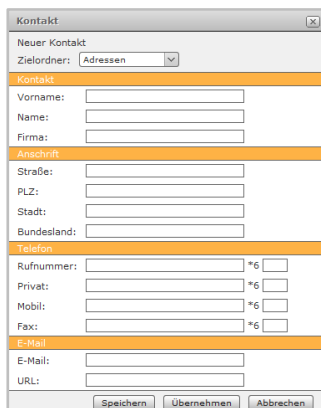 Kontakt
Neuer Kontakt
Zielordner: Adressen
Kontakt
Vorname:
Name:
Firma:
Anschrift
Straße:
PLZ:
Stadt:
Bundesland:
Telefon
Rufnummer: *6
Privat: *6
Mobil: *6
Fax: *6
E-Mail
E-Mail:
URL:
Speichern Übernehmen Abbrechen